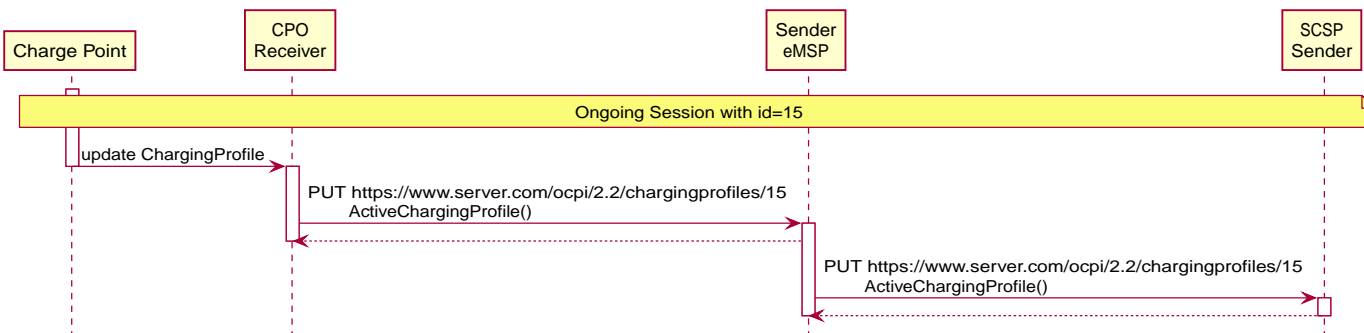 Charge Point
CPO
Receiver
Sender
eMSP
SCSP
Sender
Ongoing Session with id=15
update ChargingProfile
PUT https://www.server.com/ocpi/2.2/chargingprofiles/15
ActiveChargingProfile()
PUT https://www.server.com/ocpi/2.2/chargingprofiles/15
ActiveChargingProfile()